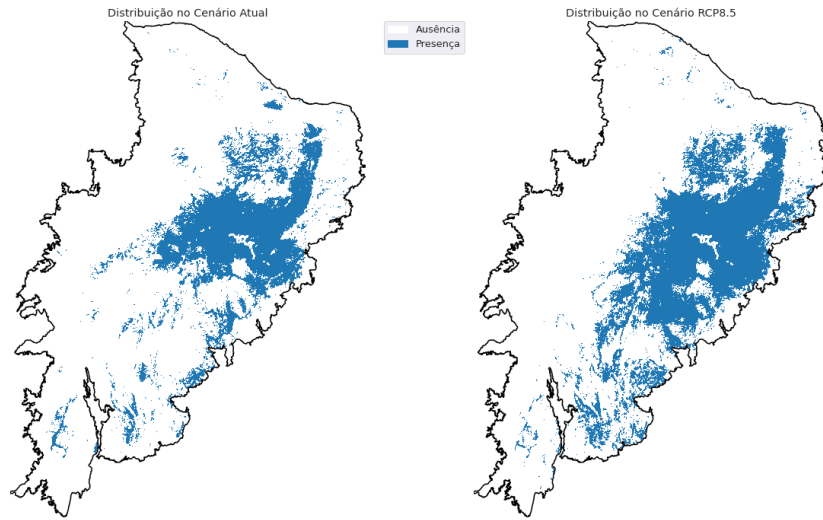 Distribuição no Cenário Atual
Ausência
Presença
Distribuição no Cenário RCP8.5